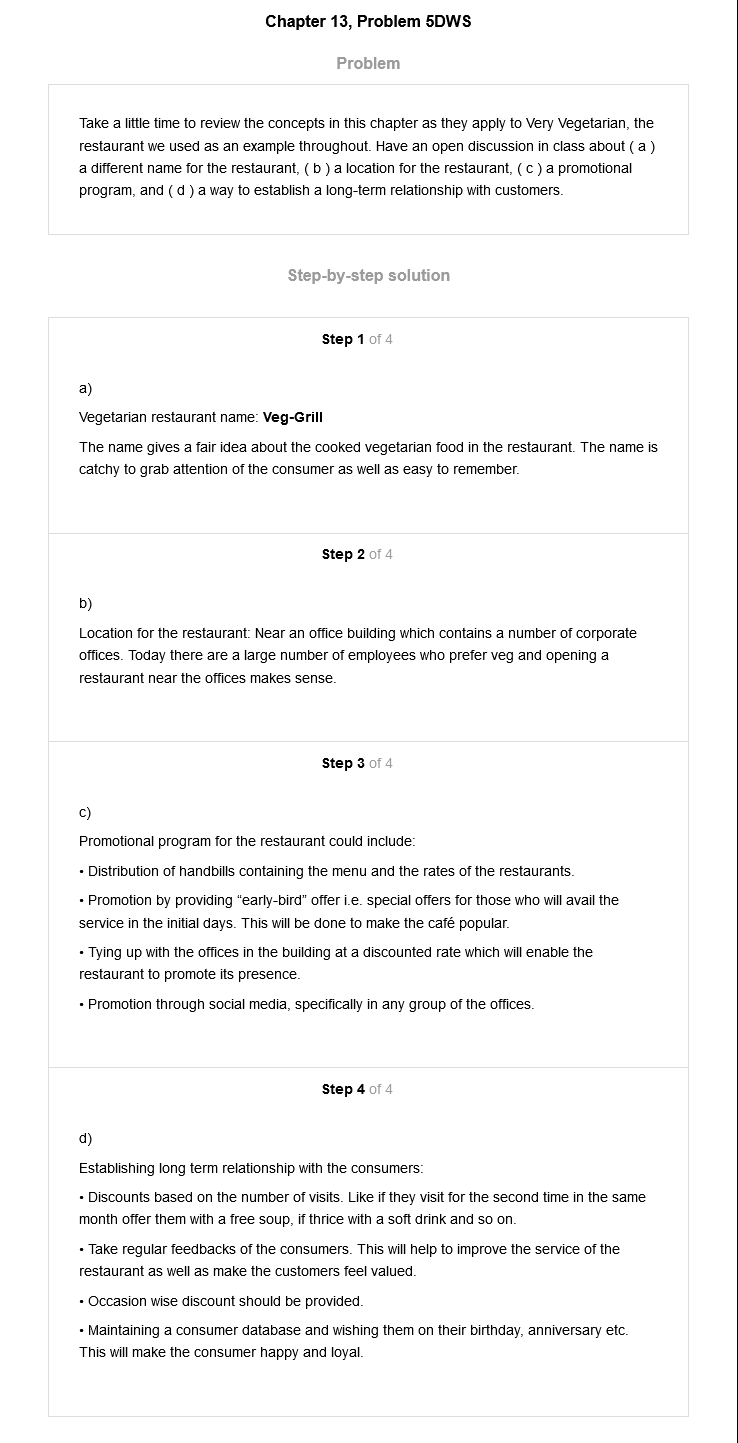 Chapter 13, Problem 5DWS
Problem
Take a little time to review the concepts in this chapter as they apply to Very Vegetarian, the
restaurant we used as an example throughout. Have an open discussion in class about ( a )
a different name for the restaurant, ( b ) a location for the restaurant, ( c ) a promotional
program, and ( d ) a way to establish a long-term relationship with customers.
Step-by-step solution
Step 1 of 4
a)
Vegetarian restaurant name: Veg-Grill
The name gives a fair idea about the cooked vegetarian food in the restaurant. The name is
catchy to grab attention of the consumer as well as easy to remember.
Step 2 of 4
b)
Location for the restaurant: Near an office building which contains a number of corporate
offices. Today there are a large number of employees who prefer veg and opening a
restaurant near the offices makes sense.
Step 3 of 4
c)
Promotional program for the restaurant could include:
• Distribution of handbills containing the menu and the rates of the restaurants.
• Promotion by providing “early-bird” offer i.e. special offers for those who will avail the
service in the initial days. This will be done to make the café popular.
• Tying up with the offices in the building at a discounted rate which will enable the
restaurant to promote its presence.
• Promotion through social media, specifically in any group of the offices.
Step 4 of 4
d)
Establishing long term relationship with the consumers:
• Discounts based on the number of visits. Like if they visit for the second time in the same
month offer them with a free soup, if thrice with a soft drink and so on.
• Take regular feedbacks of the consumers. This will help to improve the service of the
restaurant as well as make the customers feel valued.
• Occasion wise discount should be provided.
• Maintaining a consumer database and wishing them on their birthday, anniversary etc.
This will make the consumer happy and loyal.